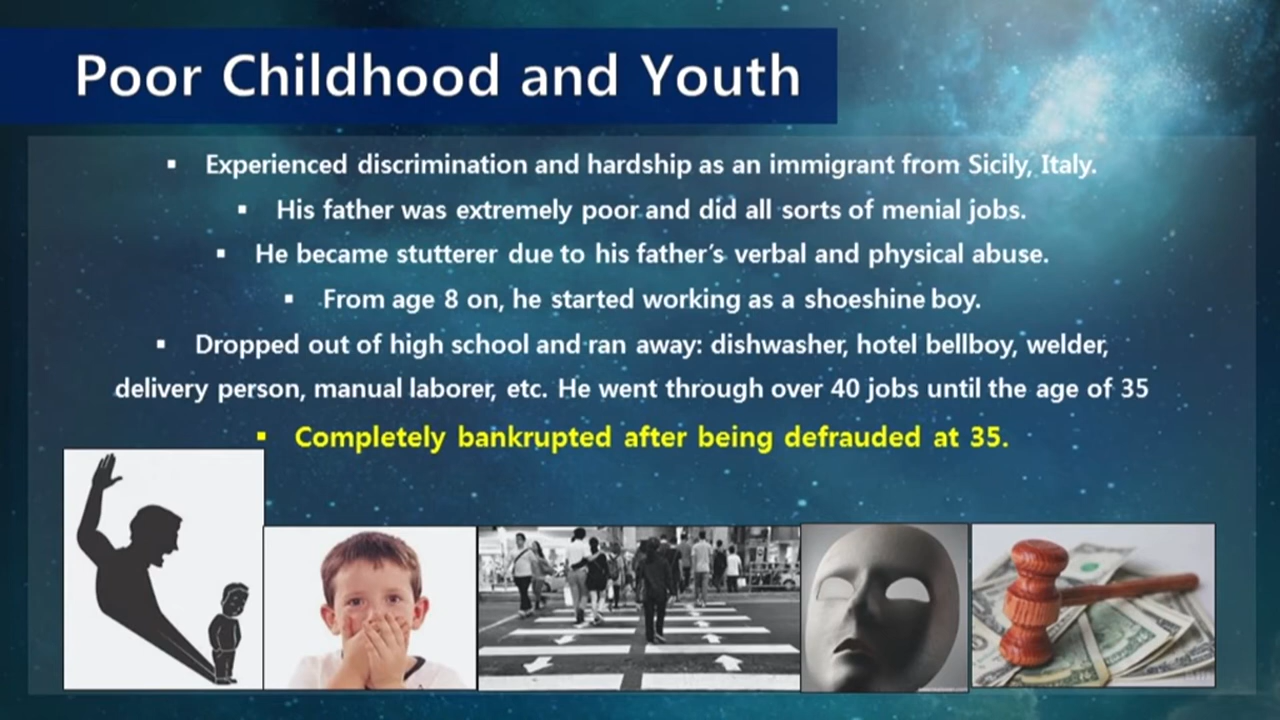 Poor Childhood and Youth
▪ Experienced discrimination and hardship as an immigrant from Sicily, Italy.
▪ His father was extremely poor and did all sorts of menial jobs.
▪ He became stutterer due to his father's verbal and physical abuse.
▪ From age 8 on, he started working as a shoeshine boy.
▪ Dropped out of high school and ran away: dishwasher, hotel bellboy, welder,
delivery person, manual laborer, etc. He went through over 40 jobs until the age of 35
▪ Completely bankrupted after being defrauded at 35.